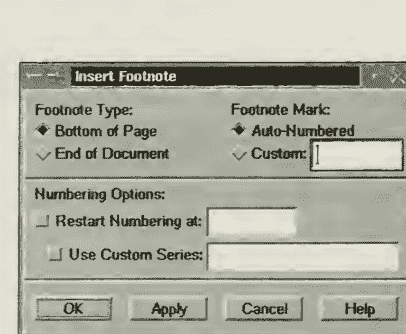 Insert Footnote
Footnote Type:
Footnote Mark:
Bottom of Page
Auto-Numbered
End of Document
Custom:
Numbering Options:
Restart Numbering at:
Use Custom Series:
OK Apply Cancel Help